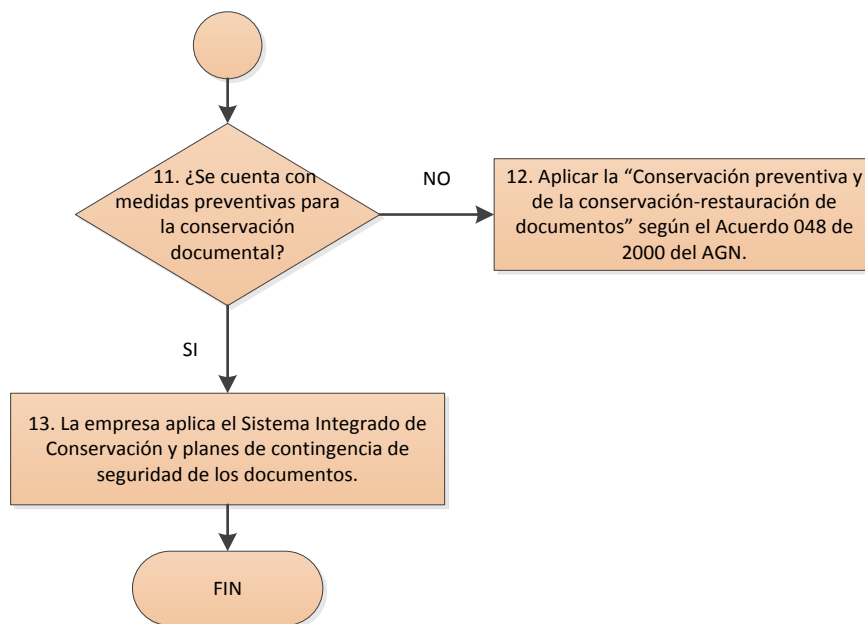 11. ¿Se cuenta con
medidas preventivas para
la conservación
documental?
NO
12. Aplicar la “Conservación preventiva y
de la conservación-restauración de
documentos” según el Acuerdo 048 de
2000 del AGN.
SI
13. La empresa aplica el Sistema Integrado de
Conservación y planes de contingencia de
seguridad de los documentos.
FIN